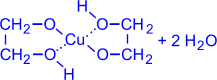 H
CH₂–O O–CH₂
Cu + 2 H₂O
CH₂–O O–CH₂
H